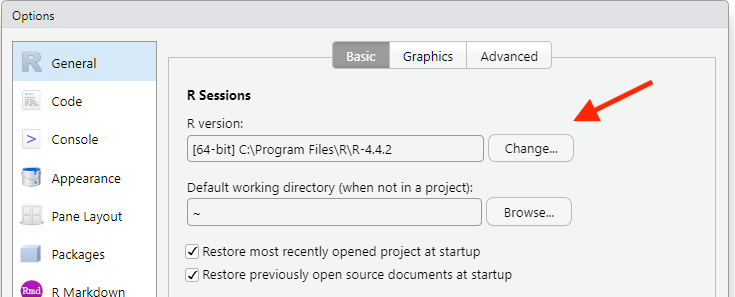 Options
R General
Code
> Console
Appearance
Pane Layout
Packages
Rmd R Markdown
Basic Graphics Advanced
R Sessions
R version:
[64-bit] C:\Program Files\R\R-4.4.2 Change...
Default working directory (when not in a project):
~ Browse...
Restore most recently opened project at startup
Restore previously open source documents at startup